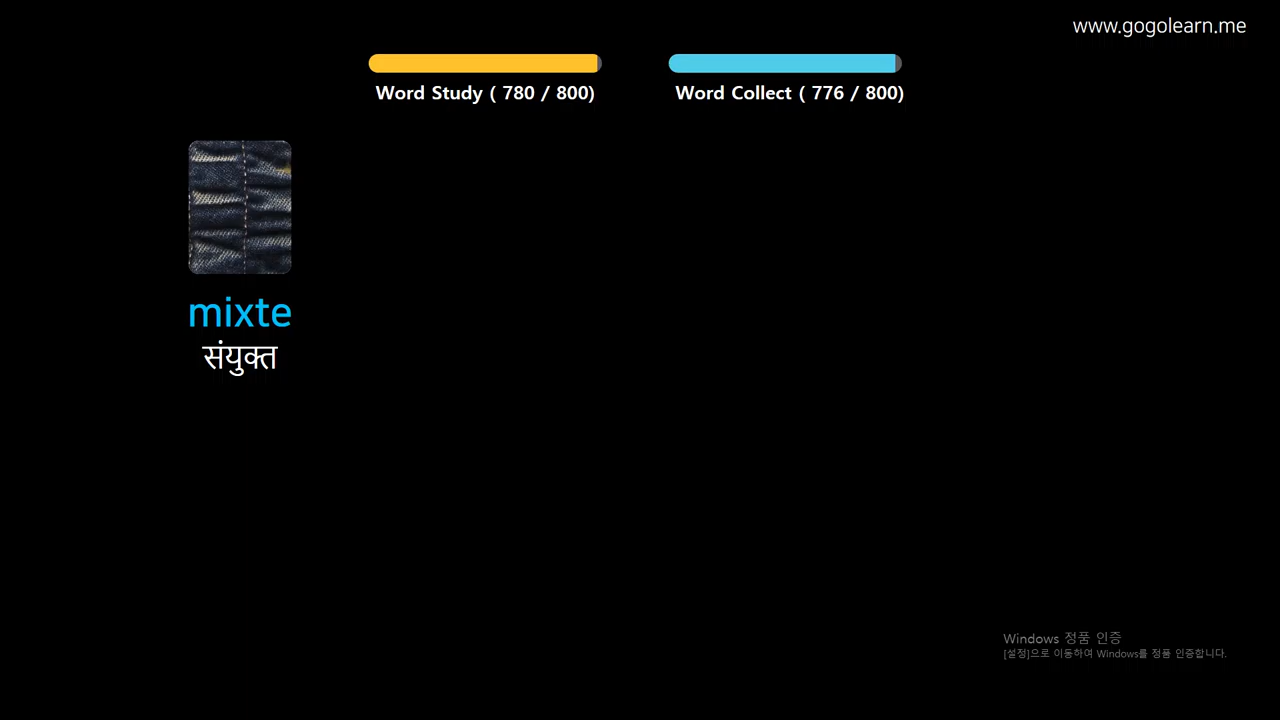 www.gogolearn.me
Word Study ( 780 / 800)
Word Collect ( 776 / 800)
mixte
संयुक्त
Windows 정품 인증
[설정]으로 이동하여 Windows를 정품 인증합니다.